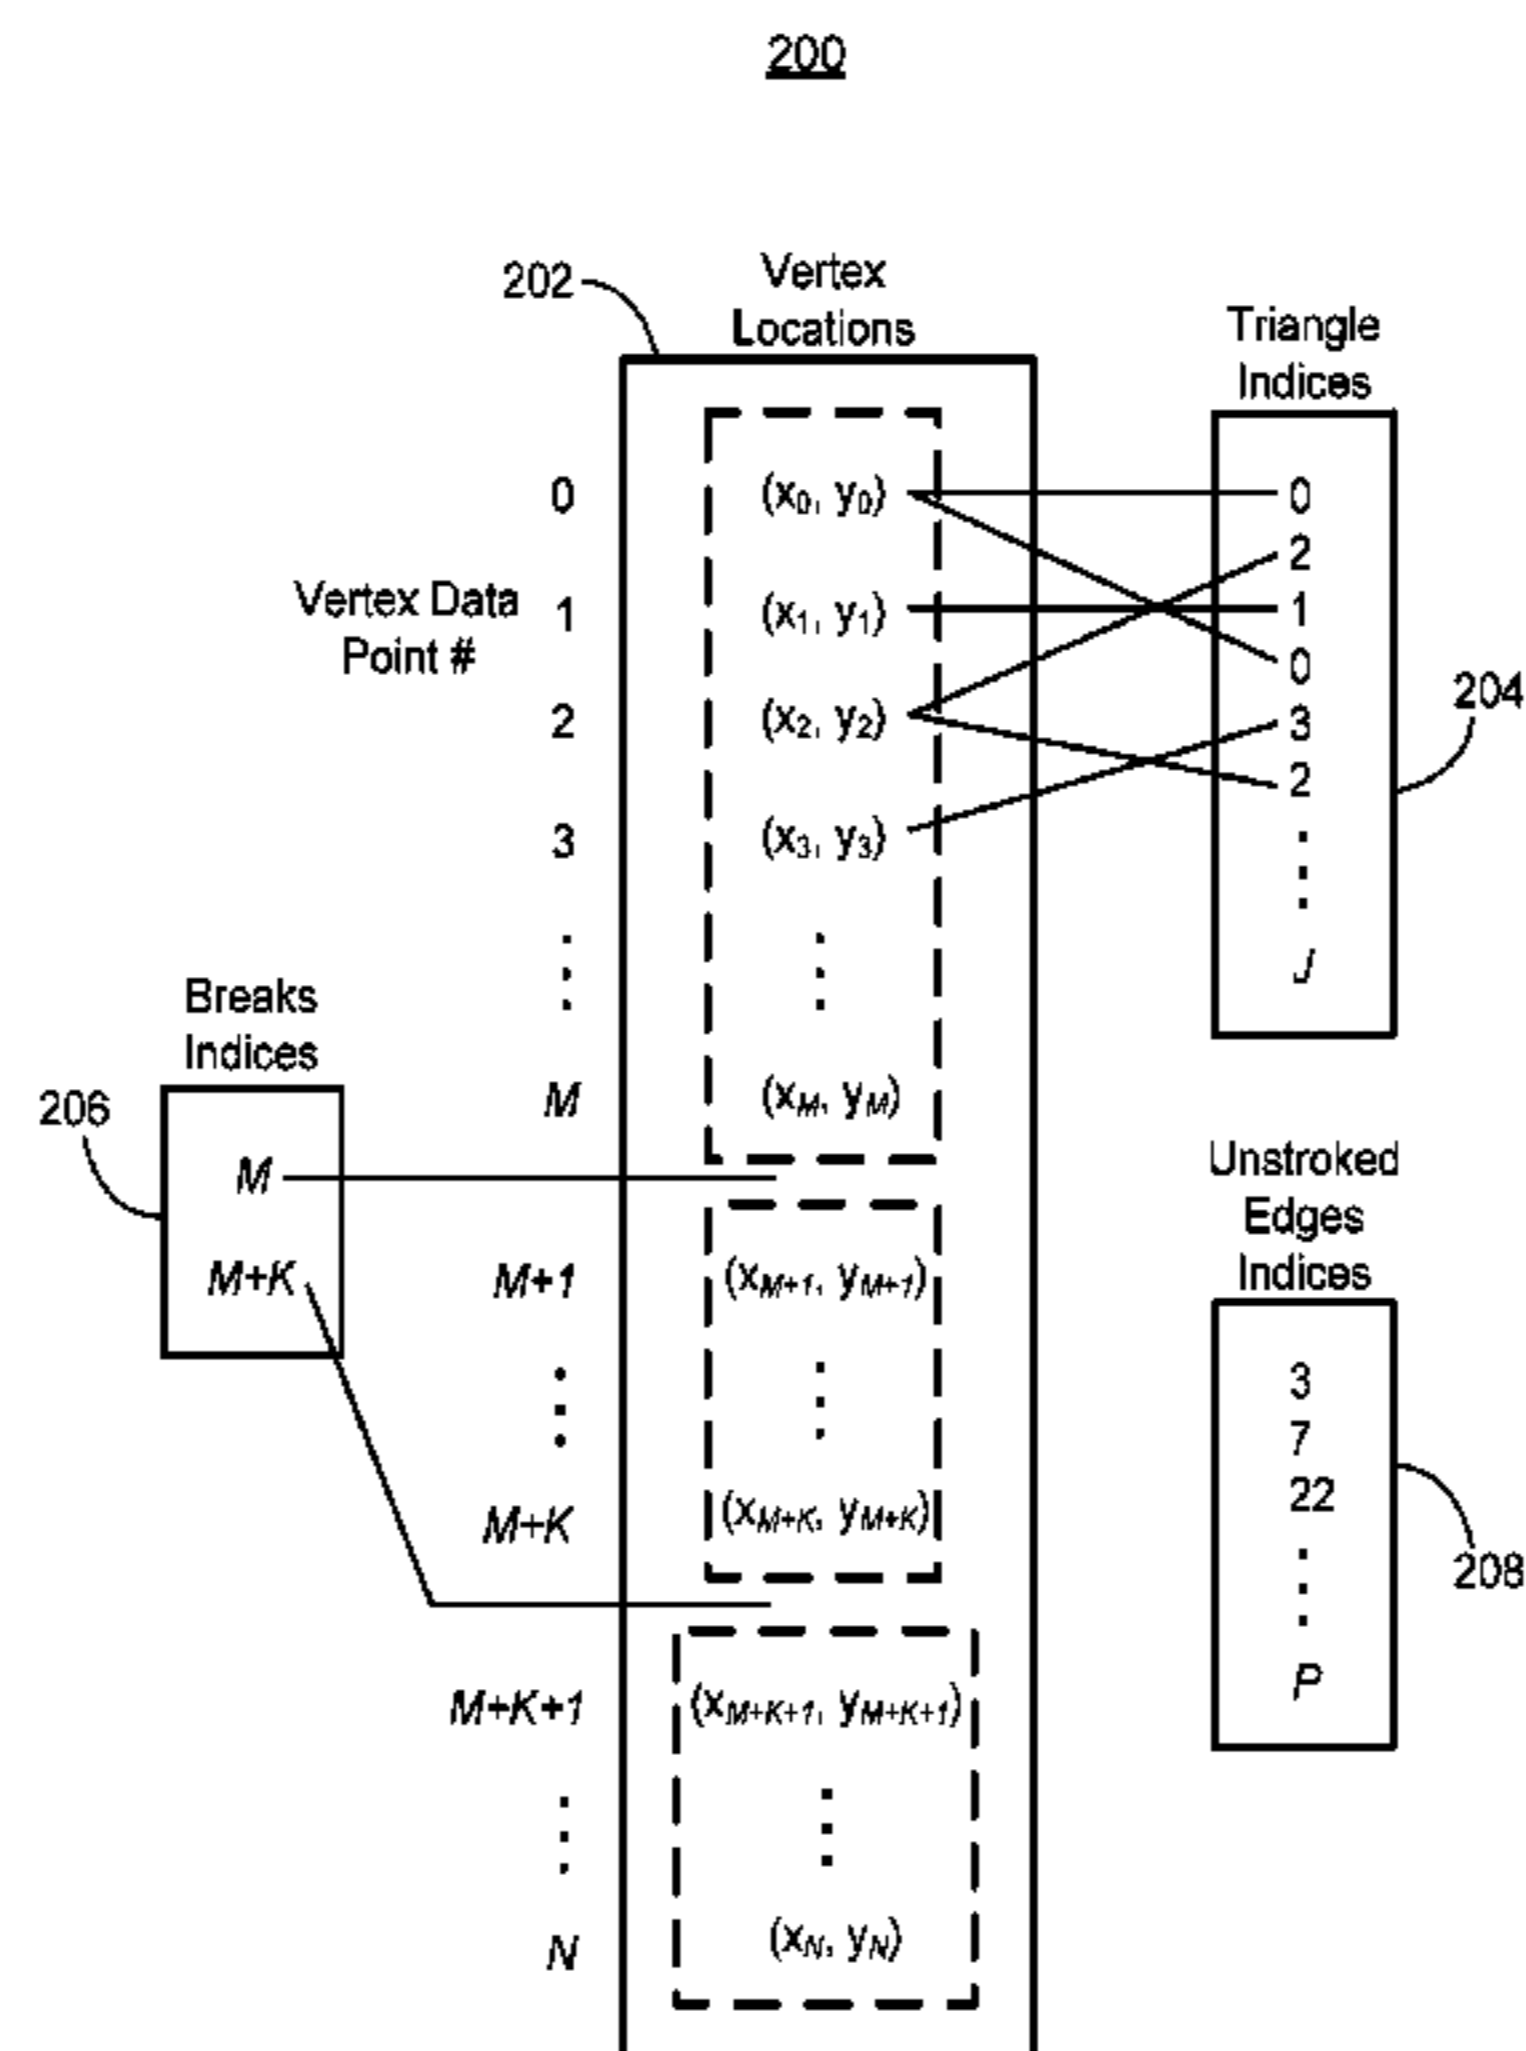 200
202
Vertex
Locations
Triangle
Indices
Vertex Data
Point #
0
1
2
3
M
M+1
M+K
M+K+1
N
(x0, y0)
(x1, y1)
(x2, y2)
(x3, y3)
(xM, yM)
(xM+1, yM+1)
(xM+K, yM+K)
(xM+K+1, yM+K+1)
(xN, yN)
0
2
1
0
3
2
J
204
Breaks
Indices
206
M
M+K
Unstroked
Edges
Indices
3
7
22
P
208